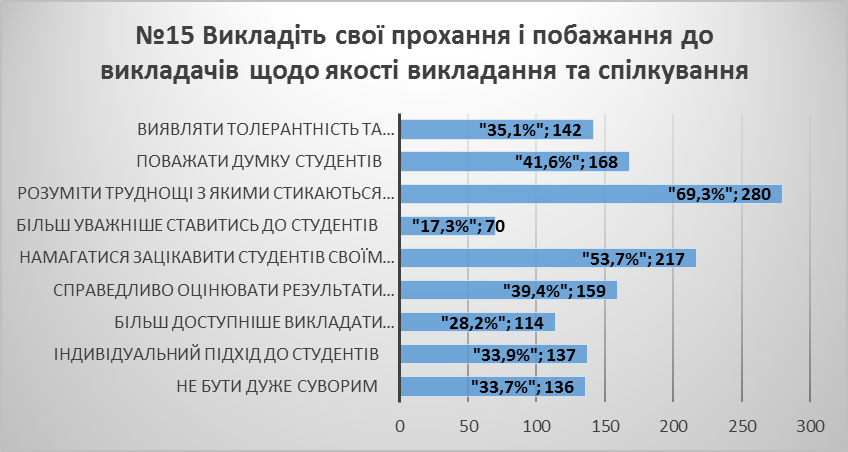 №15 Викладіть свої прохання і побажання до
викладачів щодо якості викладання та спілкування
ВИЯВЛЯТИ ТОЛЕРАНТНІСТЬ ТА... "35,1%"; 142
ПОВАЖАТИ ДУМКУ СТУДЕНТІВ "41,6%"; 168
РОЗУМІТИ ТРУДНОЩІ З ЯКИМИ СТИКАЮТЬСЯ... "69,3%"; 280
БІЛЬШ УВАЖНІШЕ СТАВИТИСЬ ДО СТУДЕНТІВ "17,3%"; 70
НАМАГАТИСЯ ЗАЦІКАВИТИ СТУДЕНТІВ СВОЇМ... "53,7%"; 217
СПРАВЕДЛИВО ОЦІНЮВАТИ РЕЗУЛЬТАТИ... "39,4%"; 159
БІЛЬШ ДОСТУПНІШЕ ВИКЛАДАТИ... "28,2%"; 114
ІНДИВІДУАЛЬНИЙ ПІДХІД ДО СТУДЕНТІВ "33,9%"; 137
НЕ БУТИ ДУЖЕ СУВОРИМ "33,7%"; 136
0 50 100 150 200 250 300